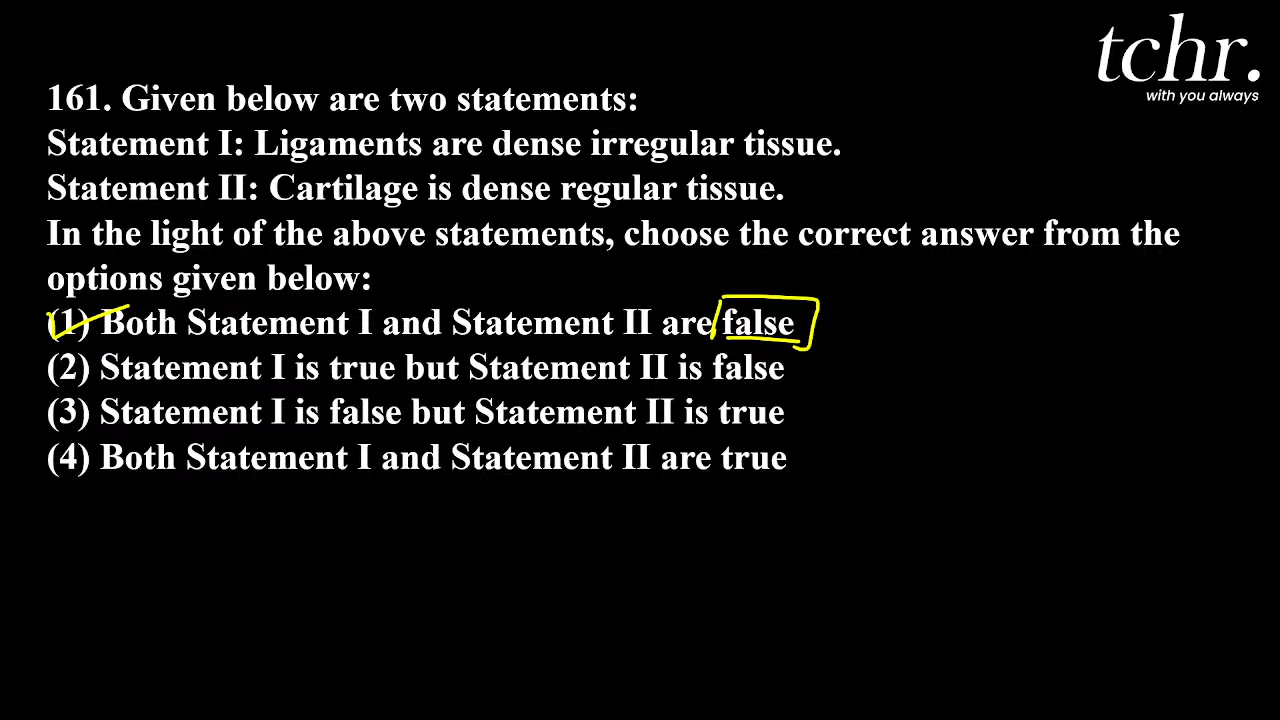 tchr.
with you always
161. Given below are two statements:
Statement I: Ligaments are dense irregular tissue.
Statement II: Cartilage is dense regular tissue.
In the light of the above statements, choose the correct answer from the
options given below:
(1) Both Statement I and Statement II are false
(2) Statement I is true but Statement II is false
(3) Statement I is false but Statement II is true
(4) Both Statement I and Statement II are true